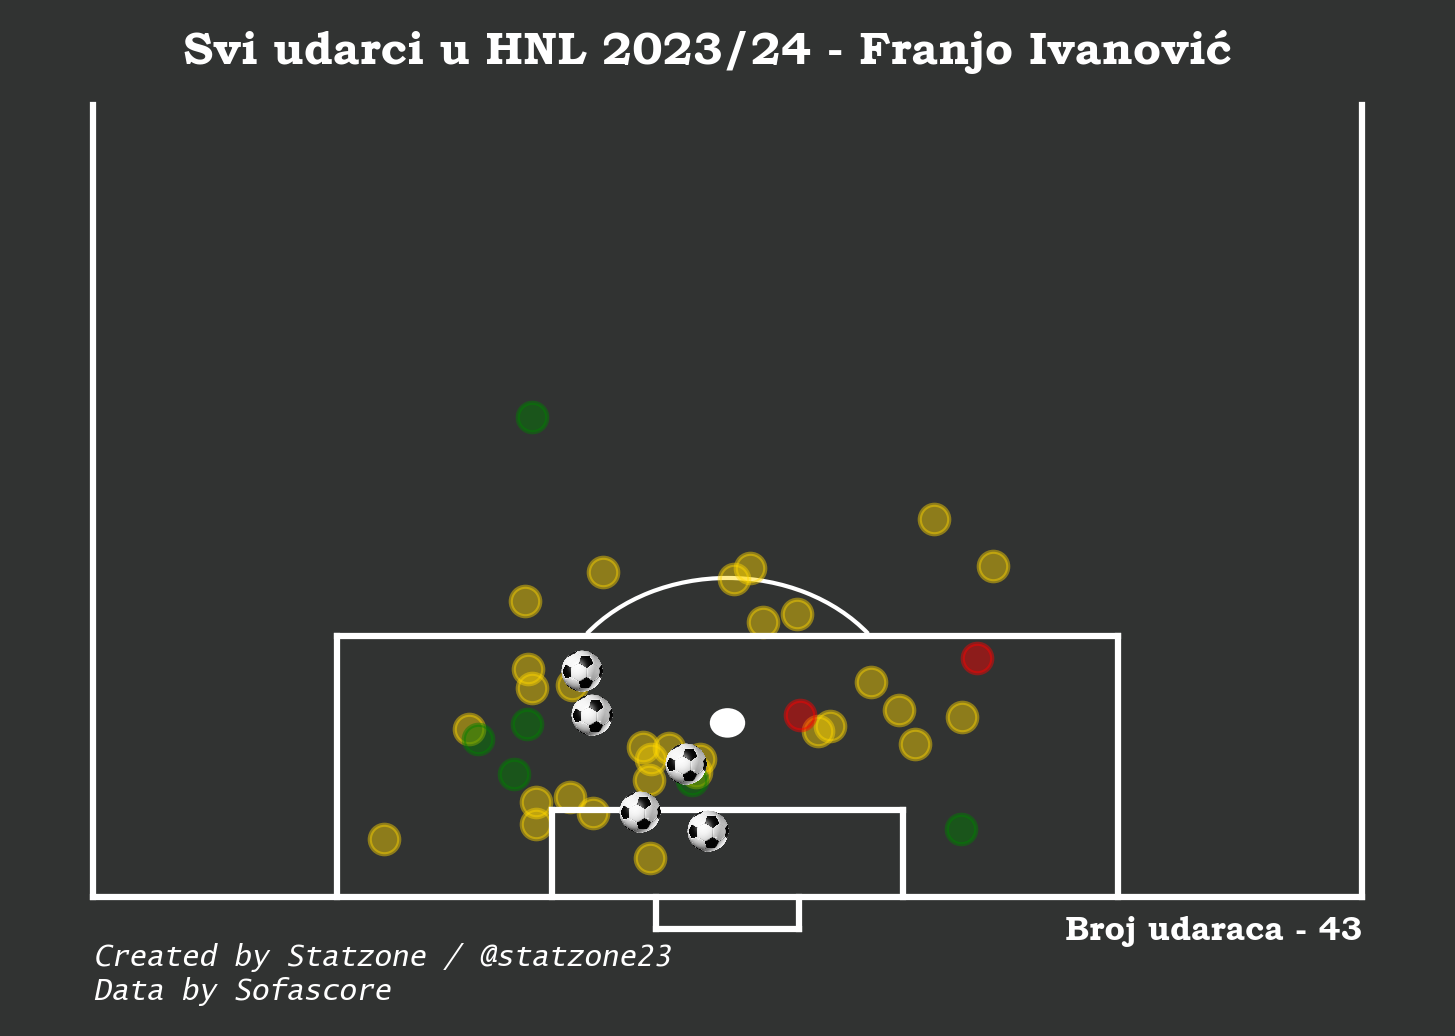 Svi udarci u HNL 2023/24 - Franjo Ivanović
Broj udaraca - 43
Created by Statzone / @statzone23
Data by Sofascore